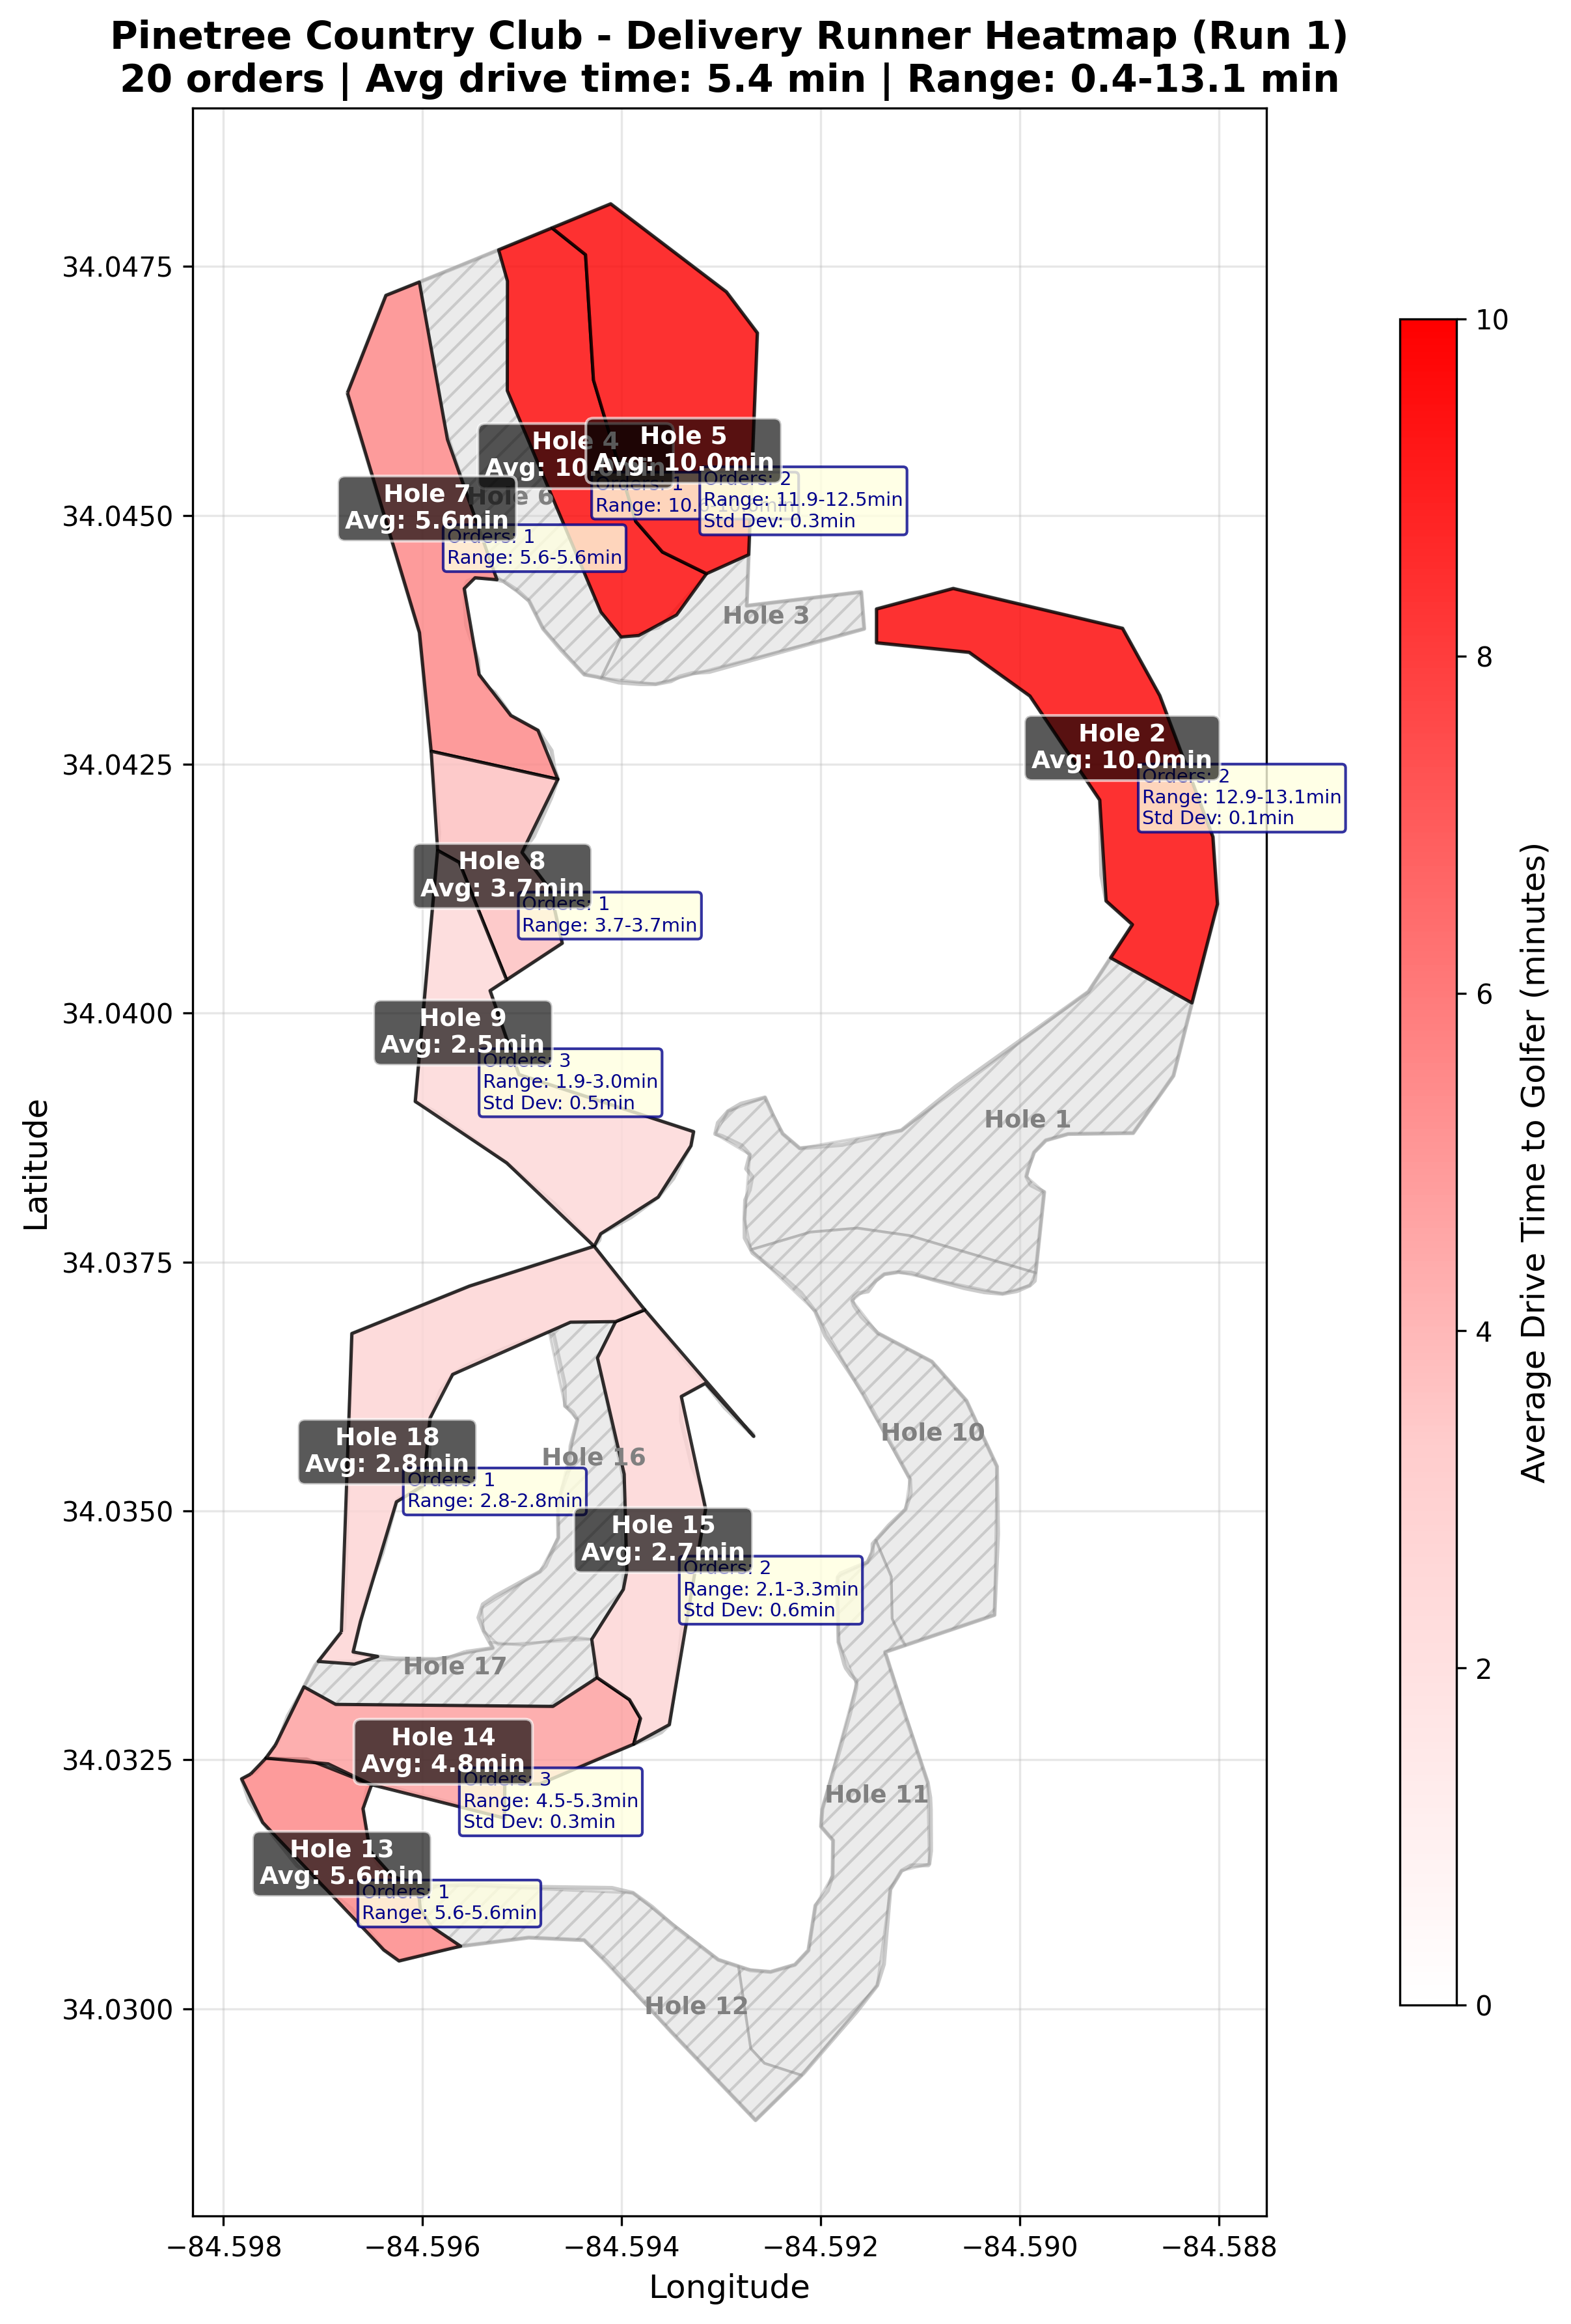 Pinetree Country Club - Delivery Runner Heatmap (Run 1)
20 orders | Avg drive time: 5.4 min | Range: 0.4-13.1 min
34.0475
34.0450
34.0425
34.0400
34.0375
34.0350
34.0325
34.0300
Latitude
−84.598
−84.596
−84.594
−84.592
−84.590
−84.588
Longitude
Hole 4
Avg:
Orders: 1
Range:
Hole 5
Avg: 10.0min
Orders: 2
Range: 11.9-12.5min
Std Dev: 0.3min
Hole 6
Hole 7
Avg: 5.6min
Orders: 1
Range: 5.6-5.6min
Hole 3
Hole 2
Avg: 10.0min
Orders: 2
Range: 12.9-13.1min
Std Dev: 0.1min
Hole 8
Avg: 3.7min
Orders: 1
Range: 3.7-3.7min
Hole 9
Avg: 2.5min
Orders: 3
Range: 1.9-3.0min
Std Dev: 0.5min
Hole 1
Hole 10
Hole 18
Avg: 2.8min
Orders: 1
Range: 2.8-2.8min
Hole 16
Hole 15
Avg: 2.7min
Orders: 2
Range: 2.1-3.3min
Std Dev: 0.6min
Hole 17
Hole 14
Avg: 4.8min
Orders: 3
Range: 4.5-5.3min
Std Dev: 0.3min
Hole 11
Hole 13
Avg: 5.6min
Orders: 1
Range: 5.6-5.6min
Hole 12
10
8
6
4
2
0
Average Drive Time to Golfer (minutes)